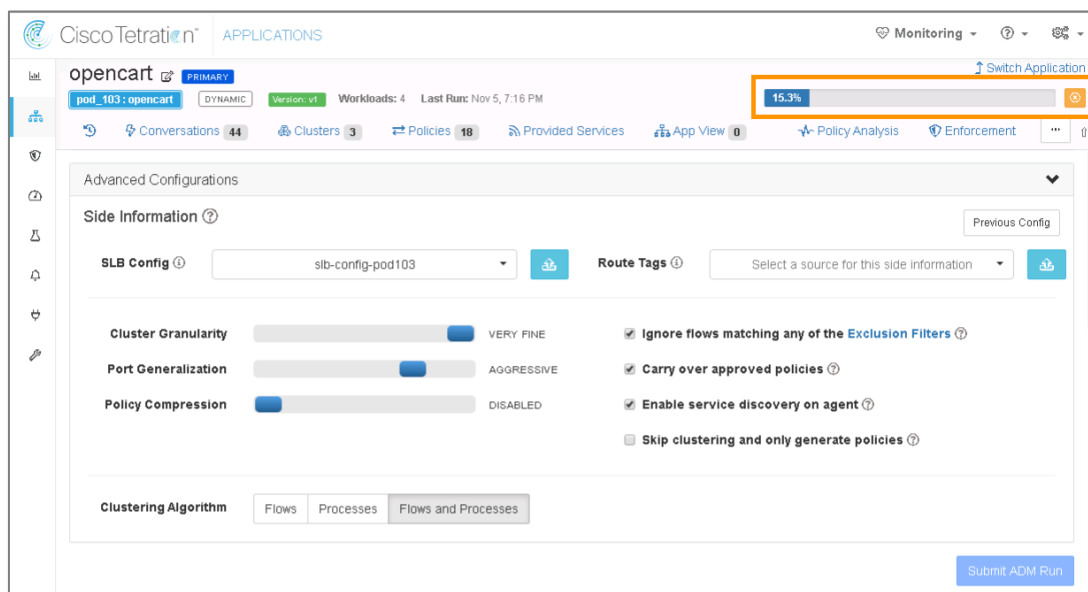 Cisco Tetration™ APPLICATIONS Monitoring
opencart PRIMARY Switch Application
pod_103 : opencart DYNAMIC Version: v1 Workloads: 4 Last Run: Nov 5, 7:16 PM 15.3%
Conversations 44 Clusters 3 Policies 18 Provided Services App View 0 Policy Analysis Enforcement ...
Advanced Configurations
Side Information
Previous Config
SLB Config slb-config-pod103 Route Tags Select a source for this side information
Cluster Granularity VERY FINE Ignore flows matching any of the Exclusion Filters
Port Generalization AGGRESSIVE Carry over approved policies
Policy Compression DISABLED Enable service discovery on agent
Skip clustering and only generate policies
Clustering Algorithm Flows Processes Flows and Processes
Submit ADM Run